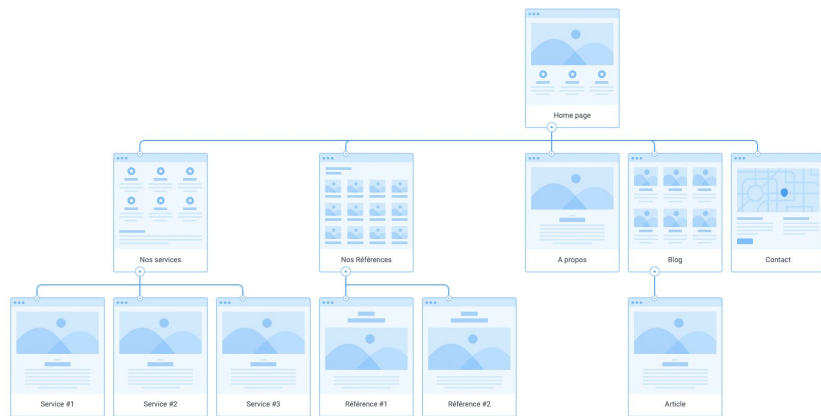 Home page
Nos services
Nos Références
A propos
Blog
Contact
Service #1
Service #2
Service #3
Référence #1
Référence #2
Article